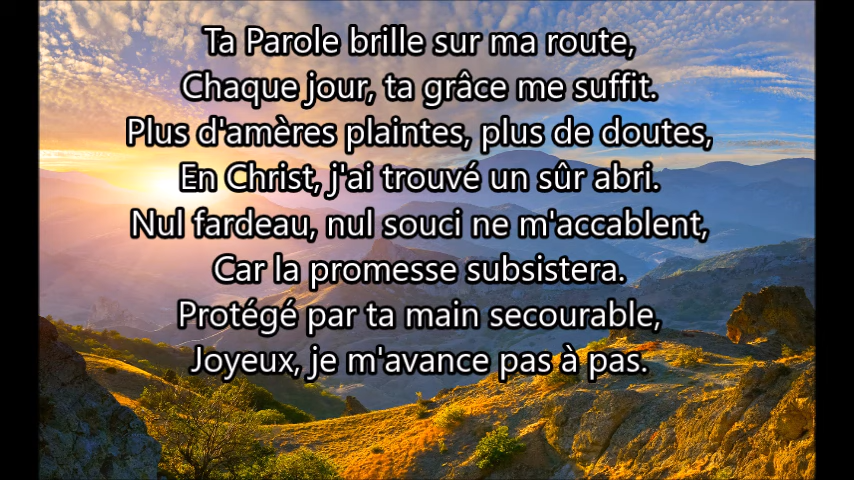 Ta Parole brille sur ma route,
Chaque jour, ta grâce me suffit.
Plus d'amères plaintes, plus de doutes,
En Christ, j'ai trouvé un sûr abri.
Nul fardeau, nul souci ne m'accablent,
Car la promesse subsistera.
Protégé par ta main secourable,
Joyeux, je m'avance pas à pas.